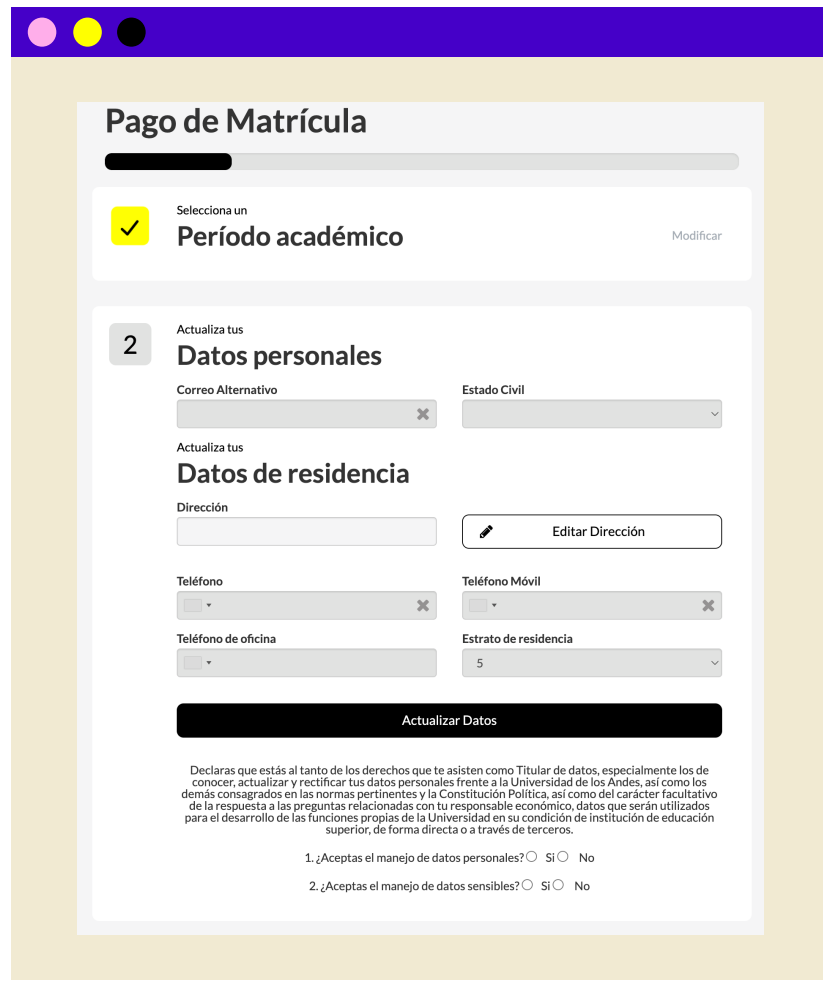 Pago de Matrícula
Selecciona un
Período académico
Modificar
2
Actualiza tus
Datos personales
Correo Alternativo
Estado Civil
Actualiza tus
Datos de residencia
Dirección
Editar Dirección
Teléfono
Teléfono Móvil
Teléfono de oficina
Estrato de residencia
5
Actualizar Datos
Declaras que estás al tanto de los derechos que te asisten como Titular de datos, especialmente los de
conocer, actualizar y rectificar tus datos personales frente a la Universidad de los Andes, así como los
demás consagrados en las normas pertinentes y la Constitución Política, así como del carácter facultativo
de la respuesta a las preguntas relacionadas con tu responsable económico, datos que serán utilizados
para el desarrollo de las funciones propias de la Universidad en su condición de institución de educación
superior, de forma directa o a través de terceros.
1. ¿Aceptas el manejo de datos personales? Si No
2. ¿Aceptas el manejo de datos sensibles? Si No